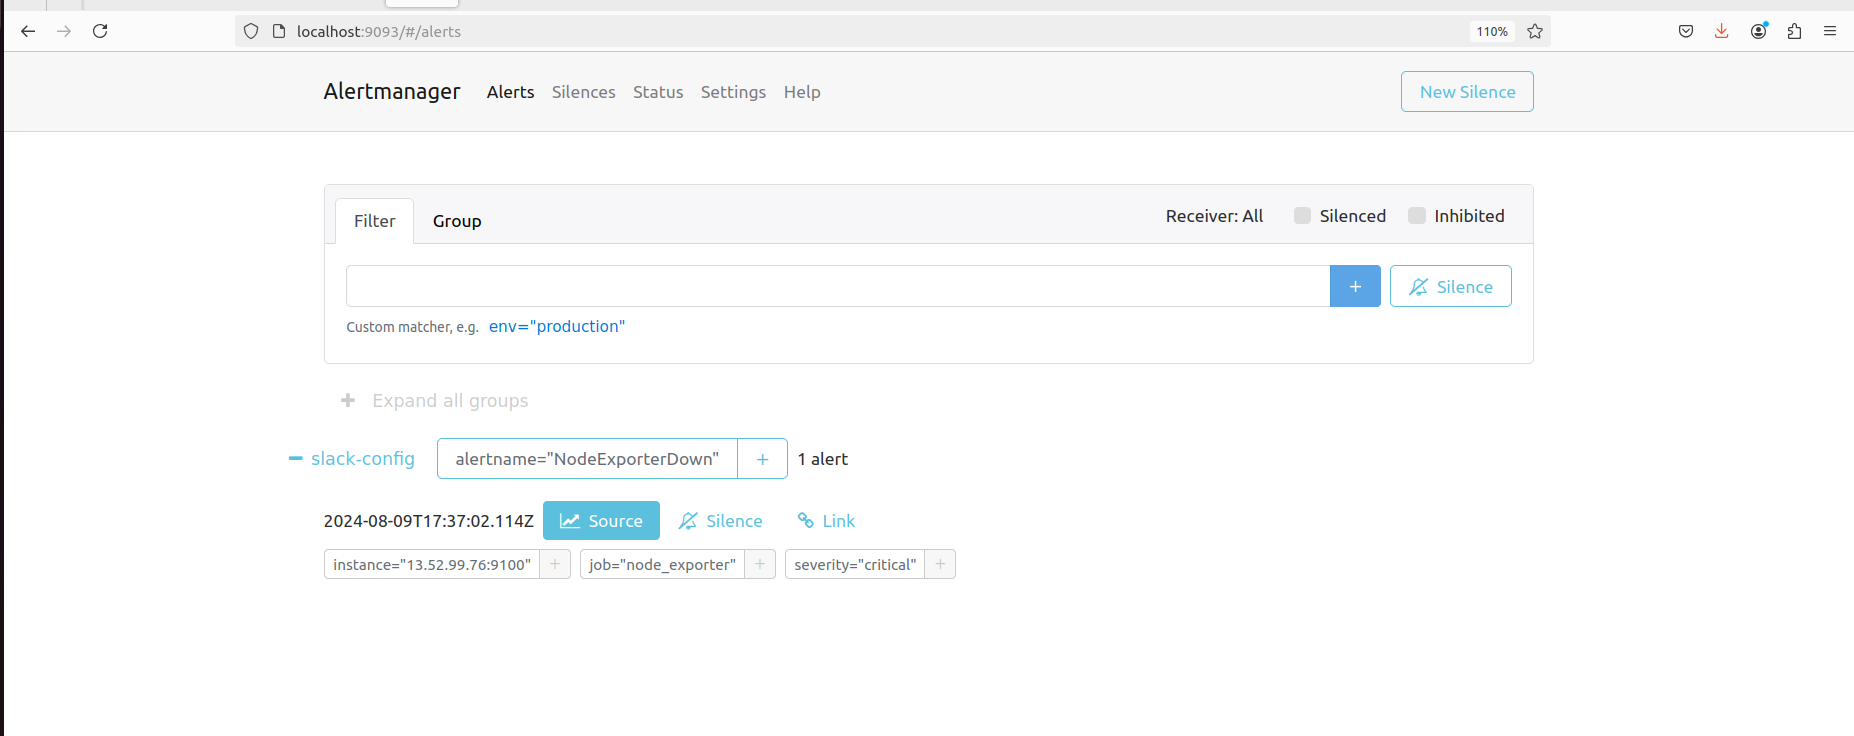 localhost:9093/#/alerts 110%
Alertmanager Alerts Silences Status Settings Help New Silence
Filter Group Receiver: All Silenced Inhibited
+ Silence
Custom matcher, e.g. env="production"
+ Expand all groups
slack-config alertname="NodeExporterDown" + 1 alert
2024-08-09T17:37:02.114Z Source Silence Link
instance="13.52.99.76:9100" + job="node_exporter" + severity="critical" +